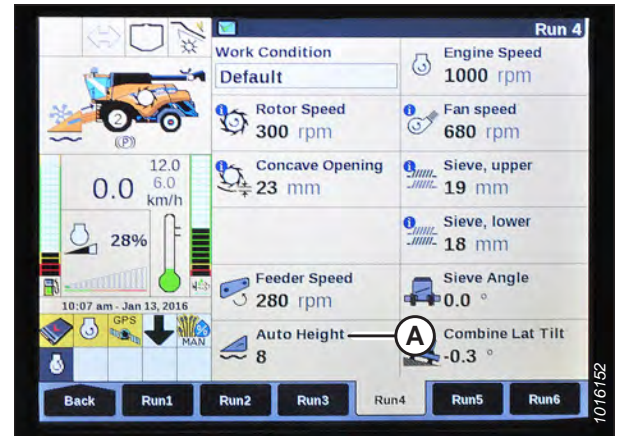 Run 4
Work Condition
Default
Engine Speed
1000 rpm
Rotor Speed
300 rpm
Fan speed
680 rpm
Concave Opening
23 mm
Sieve, upper
19 mm
Sieve, lower
18 mm
Feeder Speed
280 rpm
Sieve Angle
0.0 °
Auto Height
8
A
Combine Lat Tilt
-0.3 °
2
(P)
0.0
12.0
6.0
km/h
28%
10:07 am - Jan 13, 2016
GPS
MAN
Back
Run1
Run2
Run3
Run4
Run5
Run6
1016152